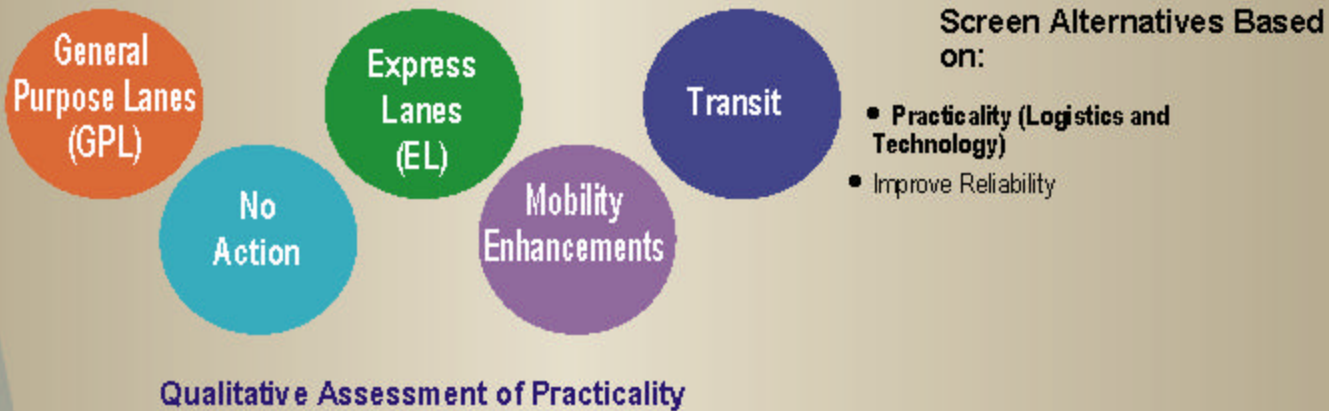 General
Purpose Lanes
(GPL)
No
Action
Express
Lanes
(EL)
Mobility
Enhancements
Transit
Screen Alternatives Based
on:
• Practicality (Logistics and
Technology)
• Improve Reliability
Qualitative Assessment of Practicality